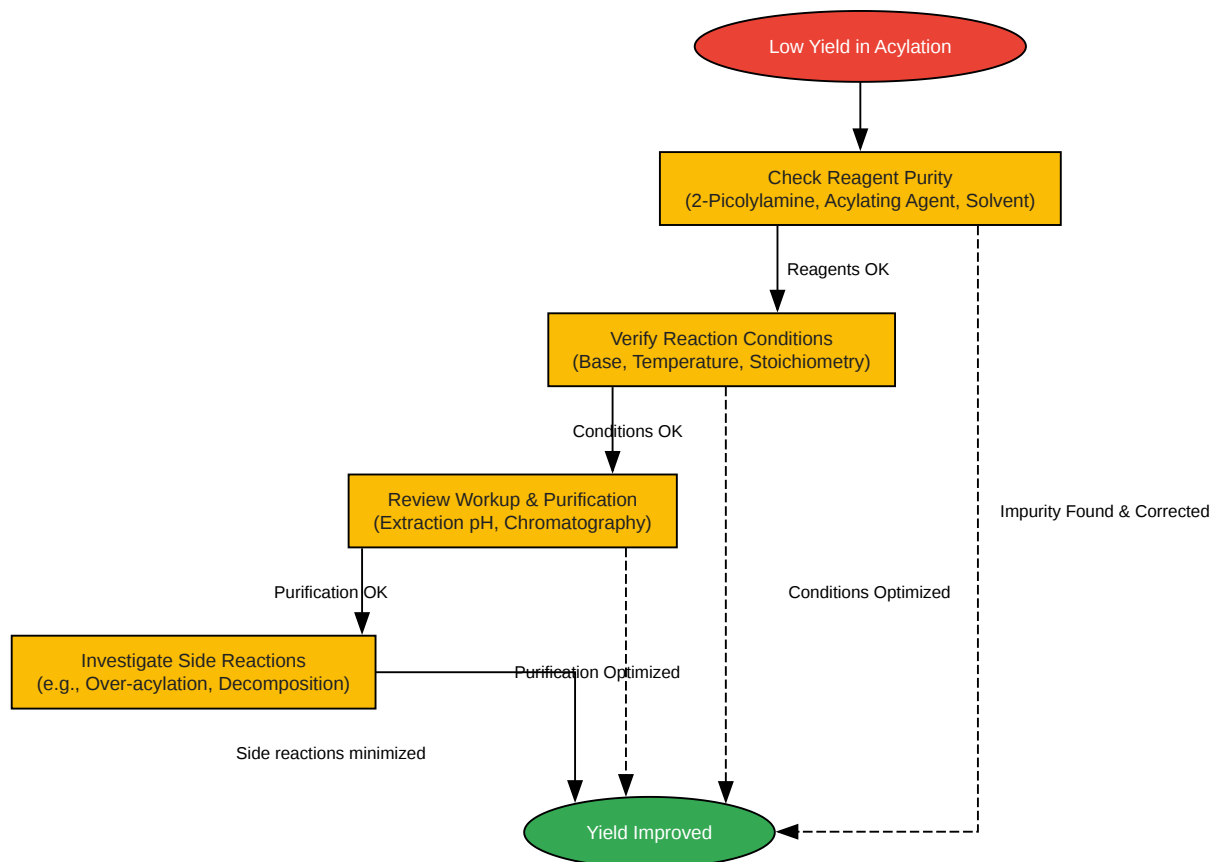 Low Yield in Acylation
Check Reagent Purity
(2-Picolylamine, Acylating Agent, Solvent)
Reagents OK
Verify Reaction Conditions
(Base, Temperature, Stoichiometry)
Conditions OK
Review Workup & Purification
(Extraction pH, Chromatography)
Impurity Found & Corrected
Purification OK
Conditions Optimized
Investigate Side Reactions
(e.g., Over-acylation, Decomposition)
Purification Optimized
Side reactions minimized
Yield Improved